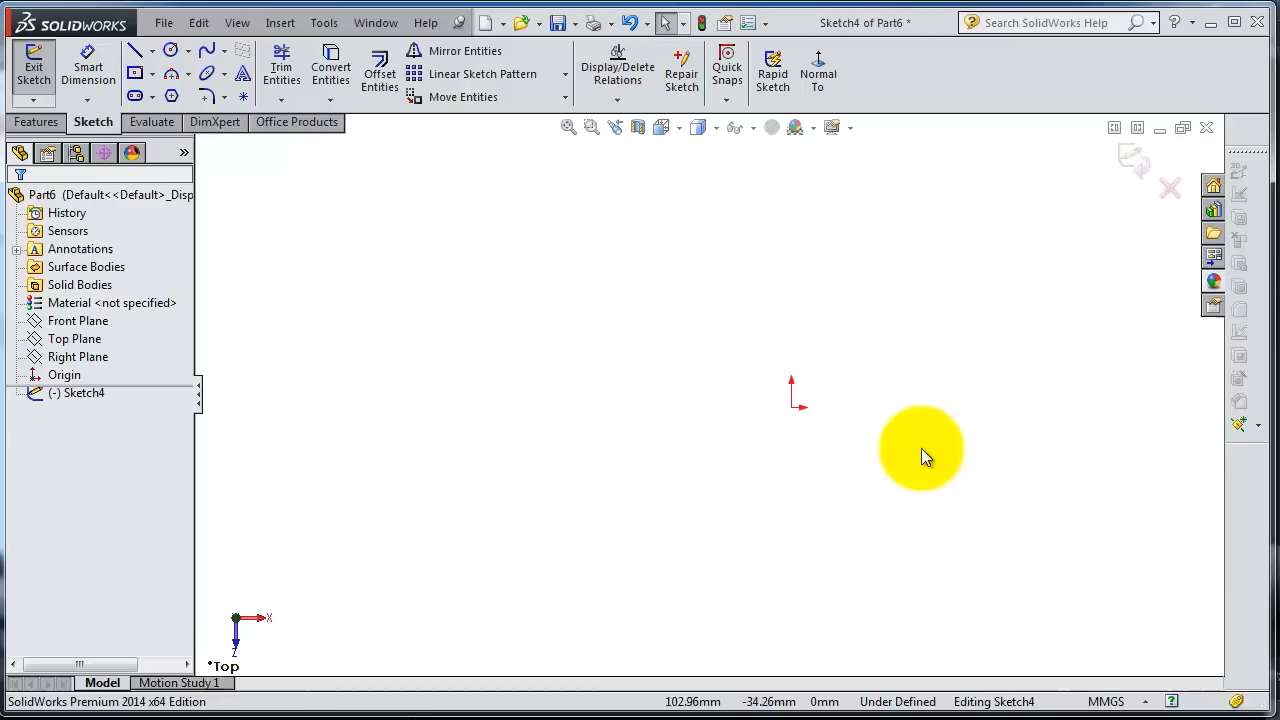 SOLIDWORKS File Edit View Insert Tools Window Help Sketch4 of Part6 * Search SolidWorks Help
Exit Sketch
Smart Dimension
Trim Entities
Convert Entities
Offset Entities
Mirror Entities
Linear Sketch Pattern
Move Entities
Display/Delete Relations
Repair Sketch
Quick Snaps
Rapid Sketch
Normal To
Features Sketch Evaluate DimXpert Office Products
Part6 (Default<<Default>_Disp
History
Sensors
Annotations
Surface Bodies
Solid Bodies
Material <not specified>
Front Plane
Top Plane
Right Plane
Origin
(-) Sketch4
X
Z
*Top
Model Motion Study 1
SolidWorks Premium 2014 x64 Edition 102.96mm -34.26mm 0mm Under Defined Editing Sketch4 MMGS